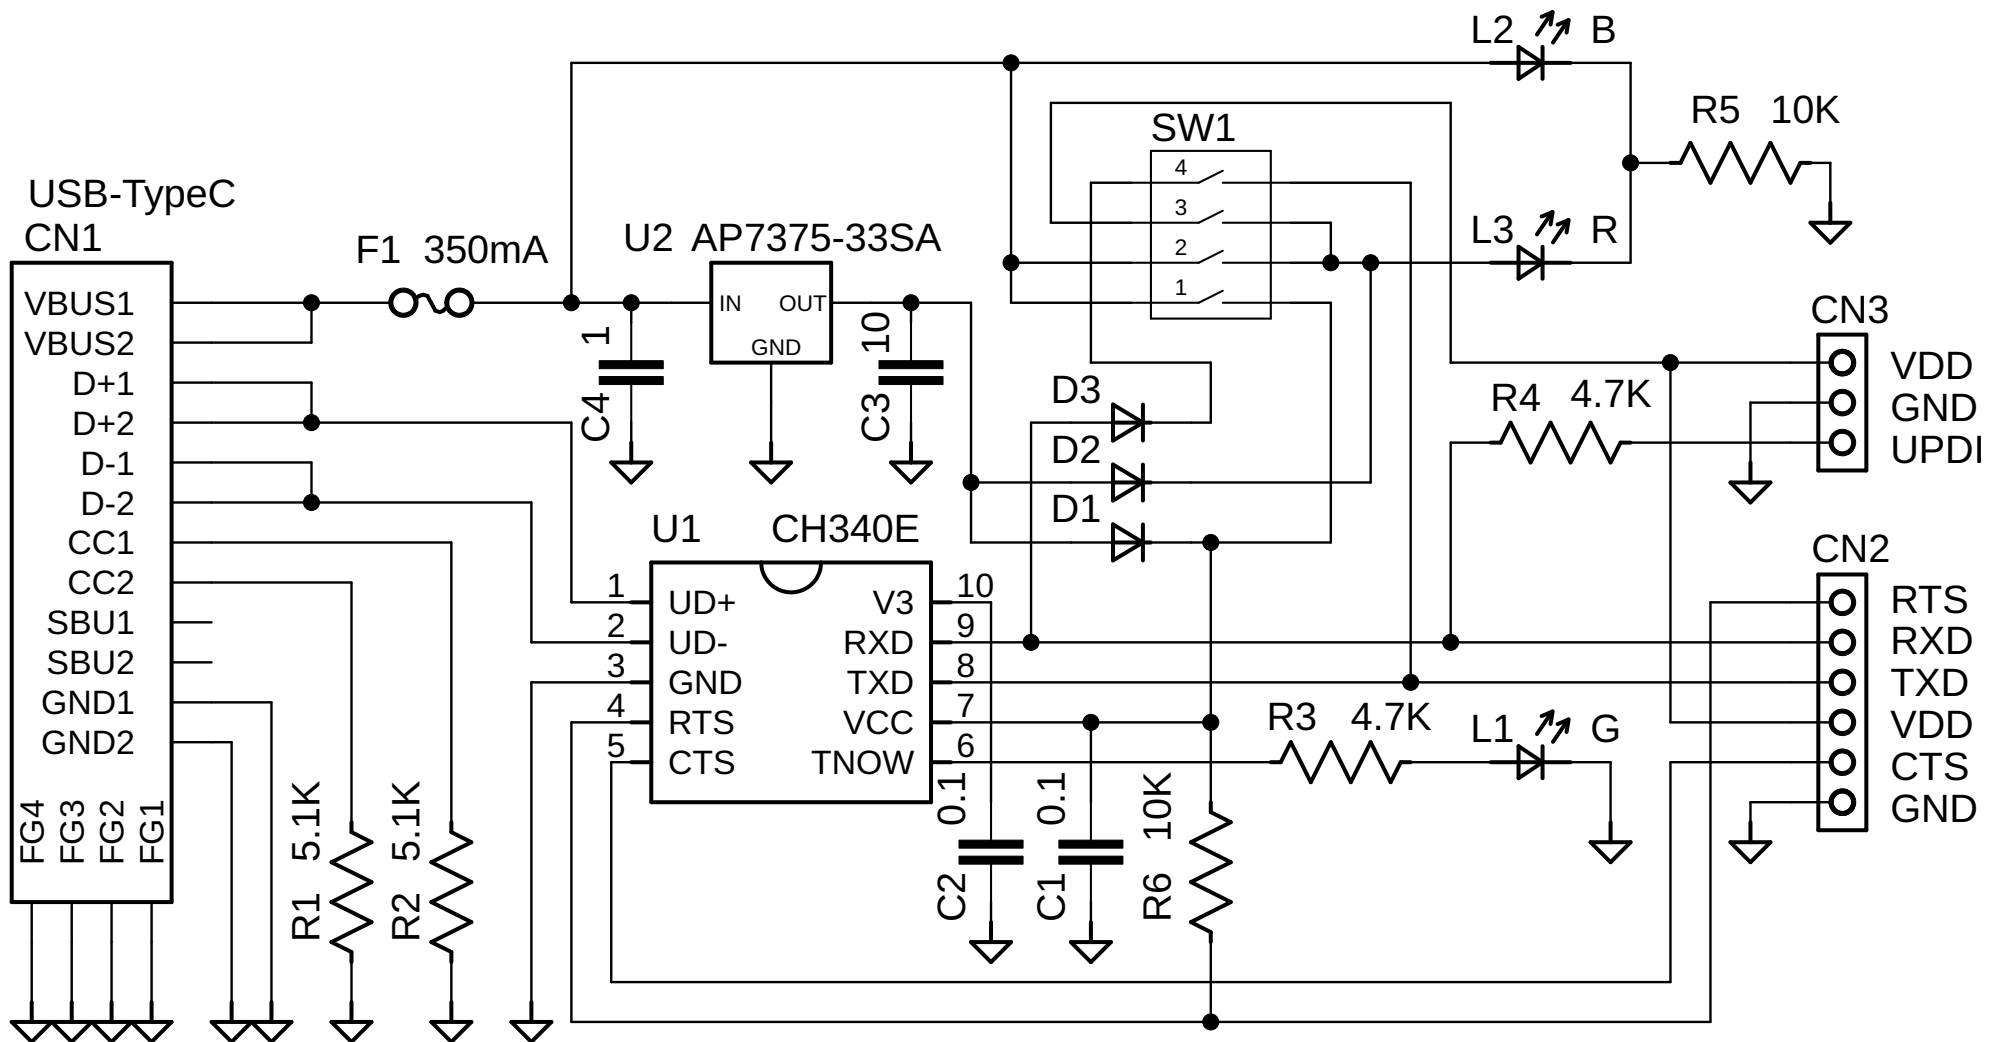 USB-TypeC
CN1
VBUS1
VBUS2
D+1
D+2
D-1
D-2
CC1
CC2
SBU1
SBU2
GND1
GND2
FG4
FG3
FG2
FG1
F1 350mA
R1 5.1K
R2 5.1K
C4 1
U2 AP7375-33SA
IN
OUT
GND
C3 10
U1 CH340E
1 UD+
2 UD-
3 GND
4 RTS
5 CTS
V3 10
RXD 9
TXD 8
VCC 7
TNOW 6
C2 0.1
C1 0.1
R6 10K
D3
D2
D1
SW1
4
3
2
1
L2 B
R5 10K
L3 R
R4 4.7K
R3 4.7K
L1 G
CN3
VDD
GND
UPDI
CN2
RTS
RXD
TXD
VDD
CTS
GND